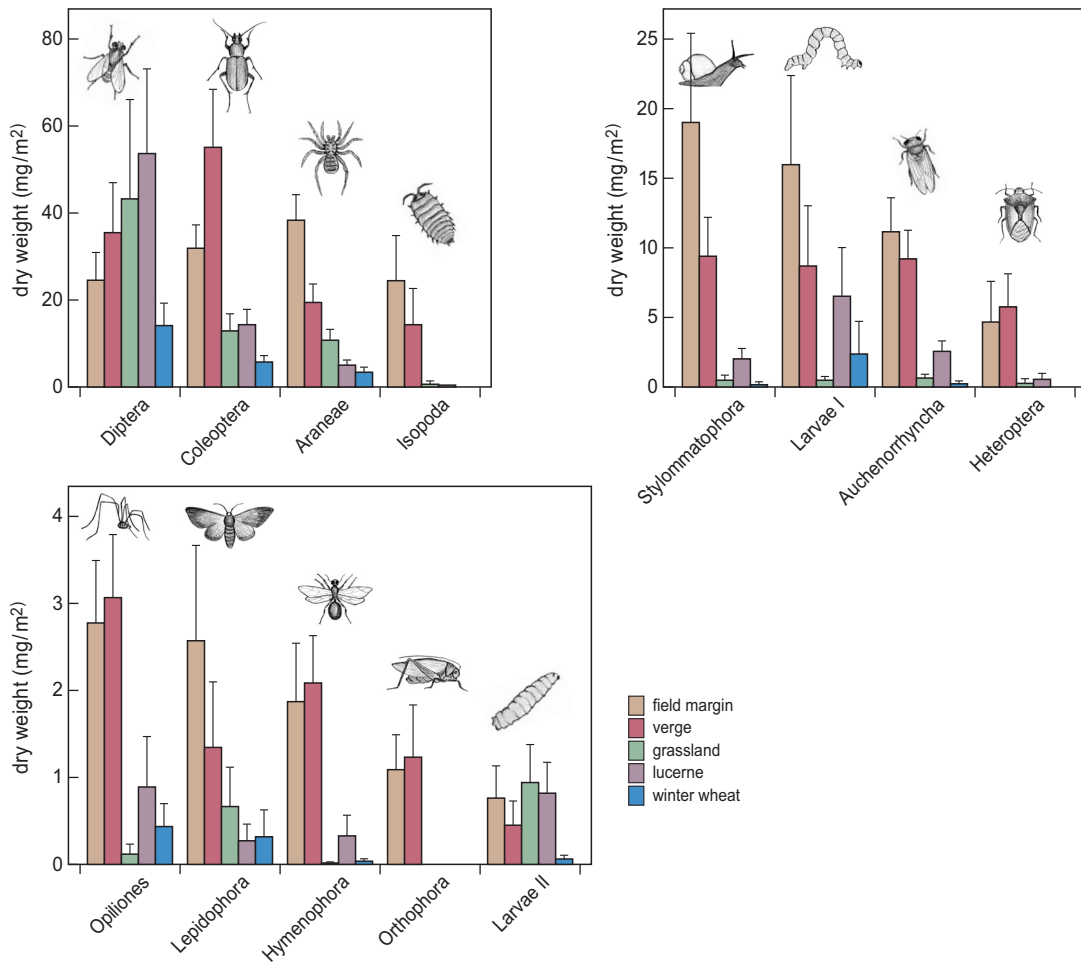 80
60
40
20
0
dry weight (mg/m²)
Diptera
Coleoptera
Araneae
Isopoda
25
20
15
10
5
0
dry weight (mg/m²)
Stylommatophora
Larvae I
Auchenorrhyncha
Heteroptera
4
3
2
1
0
dry weight (mg/m²)
Opiliones
Lepidophora
Hymenophora
Orthophora
Larvae II
field margin
verge
grassland
lucerne
winter wheat